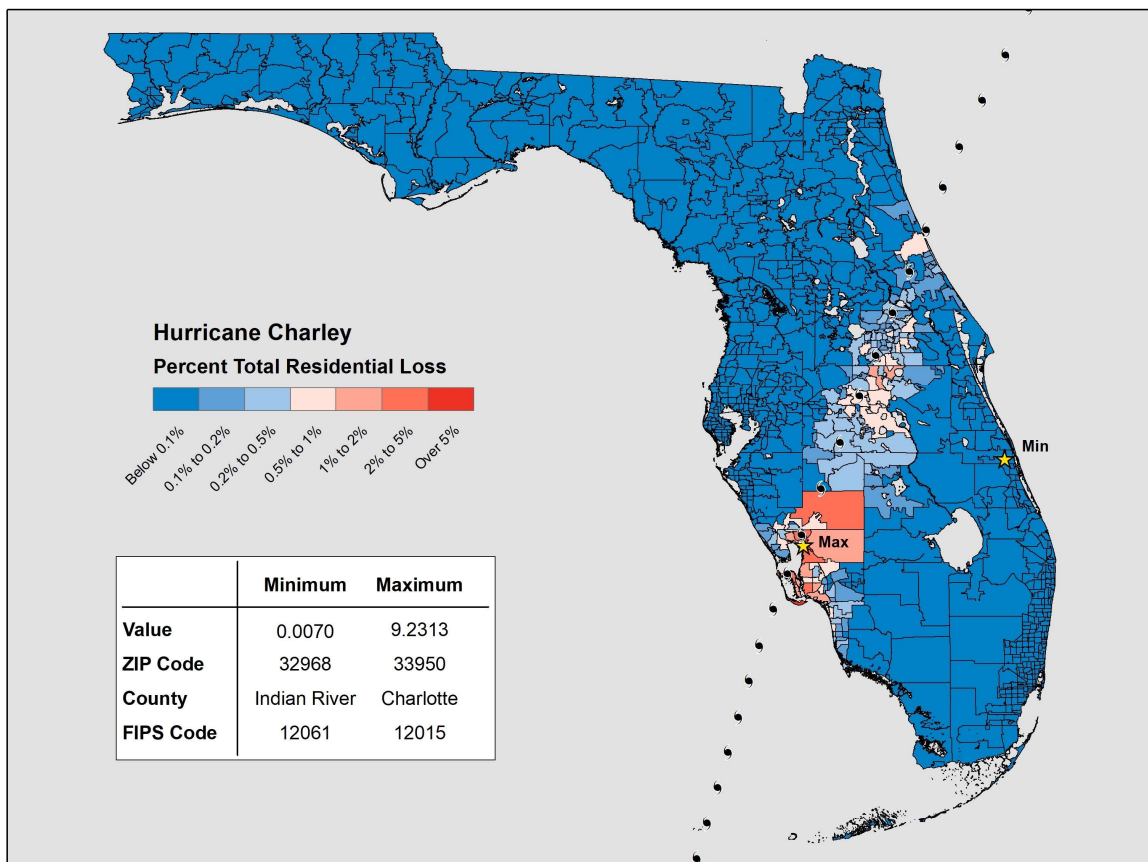 Hurricane Charley
Percent Total Residential Loss
Below 0.1%
0.1% to 0.2%
0.2% to 0.5%
0.5% to 1%
1% to 2%
2% to 5%
Over 5%
Min
Max
Minimum Maximum
Value 0.0070 9.2313
ZIP Code 32968 33950
County Indian River Charlotte
FIPS Code 12061 12015